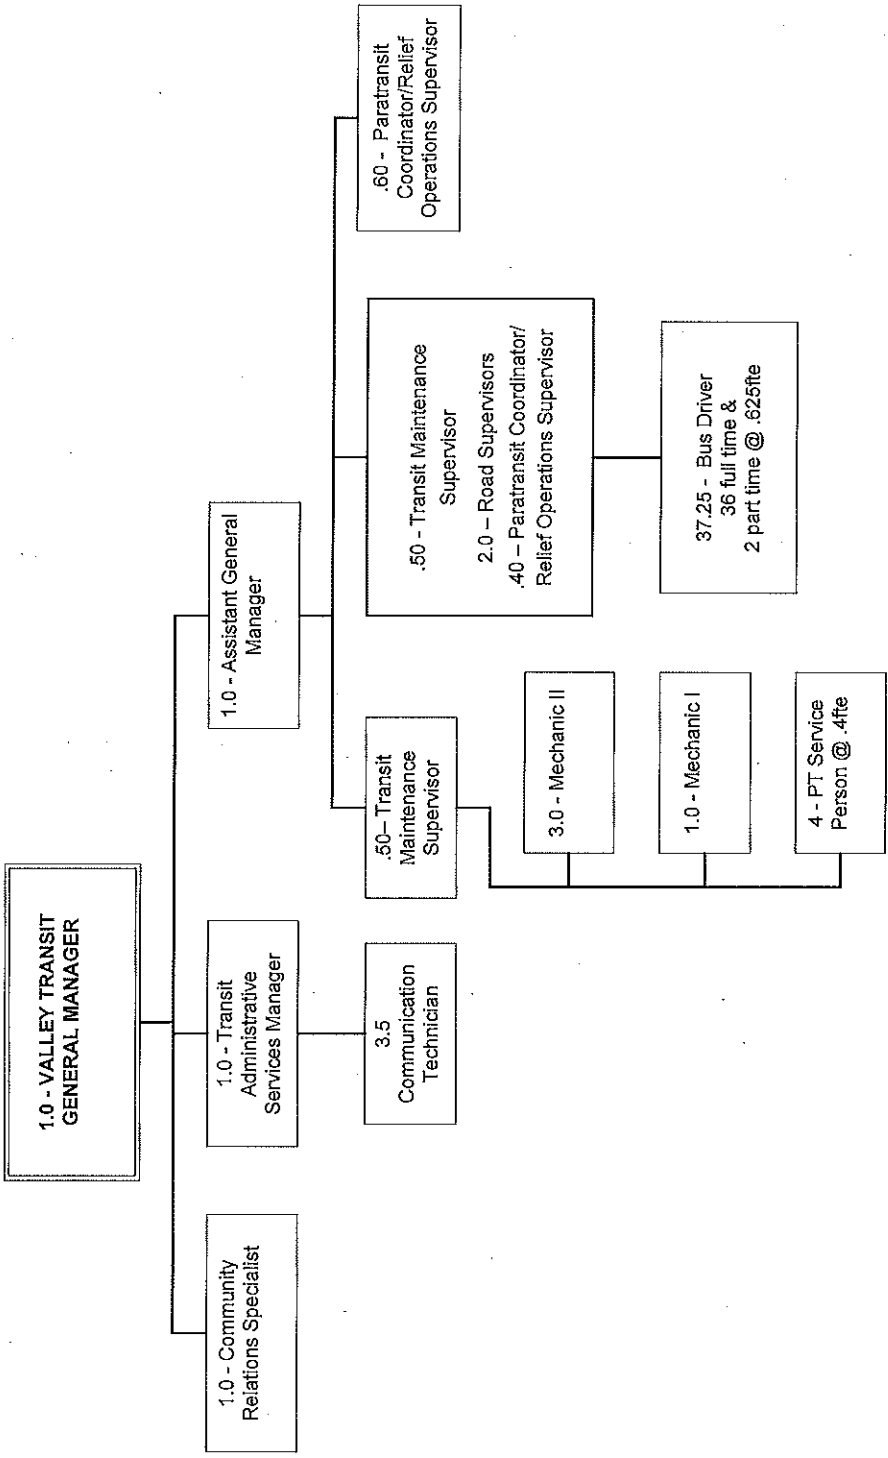 1.0 - VALLEY TRANSIT
GENERAL MANAGER
1.0 - Community
Relations Specialist
1.0 - Transit
Administrative
Services Manager
1.0 - Assistant General
Manager
3.5
Communication
Technician
.50– Transit
Maintenance
Supervisor
.50 - Transit Maintenance
Supervisor
2.0 – Road Supervisors
.40 – Paratransit Coordinator/
Relief Operations Supervisor
.60 - Paratransit
Coordinator/Relief
Operations Supervisor
3.0 - Mechanic II
1.0 - Mechanic I
4 - PT Service
Person @ .4fte
37.25 - Bus Driver
36 full time &
2 part time @ .625fte